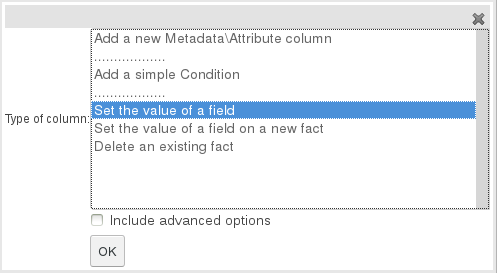 Add a new Metadata\Attribute column
..................
Add a simple Condition
..................
Type of column:
Set the value of a field
Set the value of a field on a new fact
Delete an existing fact
Include advanced options
OK